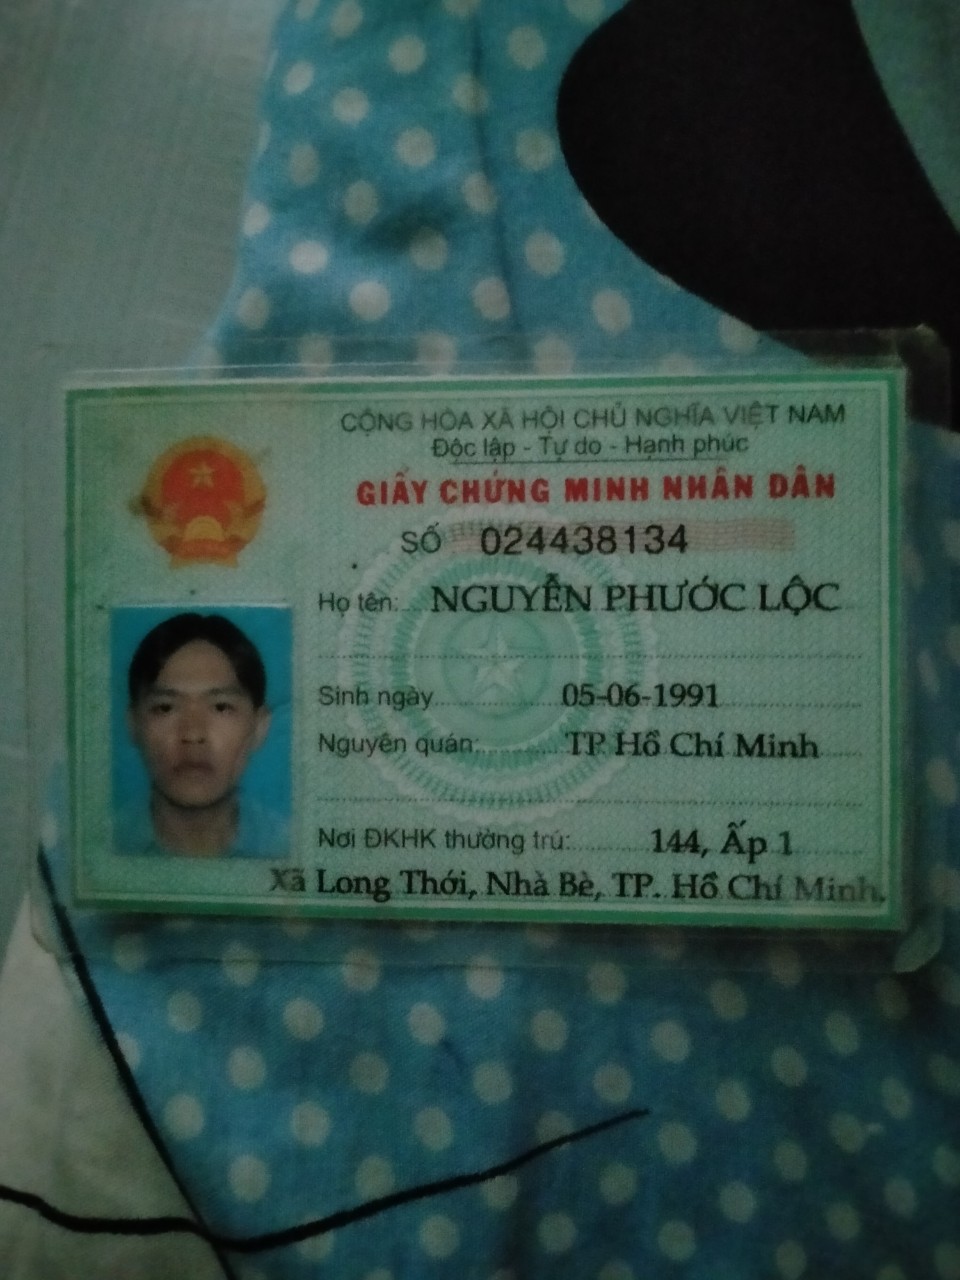 CỘNG HÒA XÃ HỘI CHỦ NGHĨA VIỆT NAM
Độc lập - Tự do - Hạnh phúc
GIẤY CHỨNG MINH NHÂN DÂN
SỐ 024438134
Họ tên: NGUYỄN PHƯỚC LỘC
Sinh ngày 05-06-1991
Nguyên quán: TP. Hồ Chí Minh
Nơi ĐKHK thường trú: 144, Ấp 1
Xã Long Thới, Nhà Bè, TP. Hồ Chí Minh.